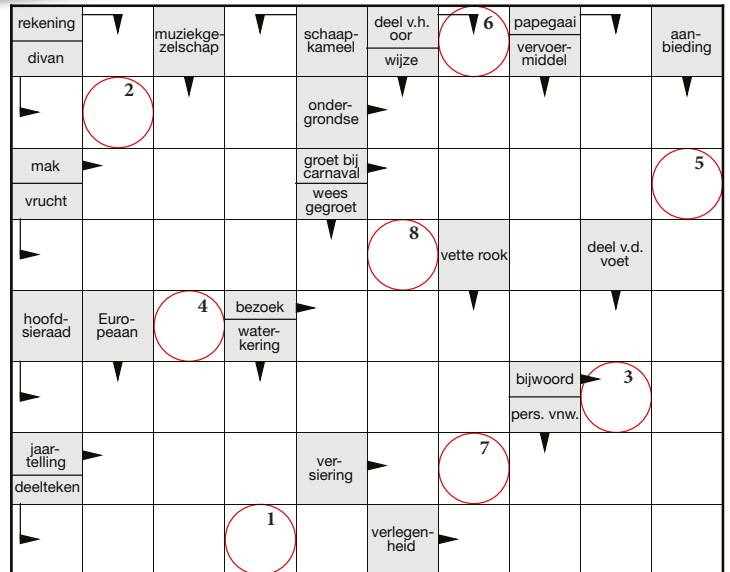 rekening
divan
muziekge-
zelschap
schaap-
kameel
deel v.h.
oor
wijze
6
papegaai
vervoer-
middel
aan-
bieding
2
onder-
grondse
mak
vrucht
groet bij
carnaval
wees
gegroet
5
8
vette rook
deel v.d.
voet
hoofd-
sieraad
Euro-
peaan
4
bezoek
water-
kering
bijwoord
pers. vnw.
3
jaar-
telling
deelteken
ver-
siering
7
1
verlegen-
heid